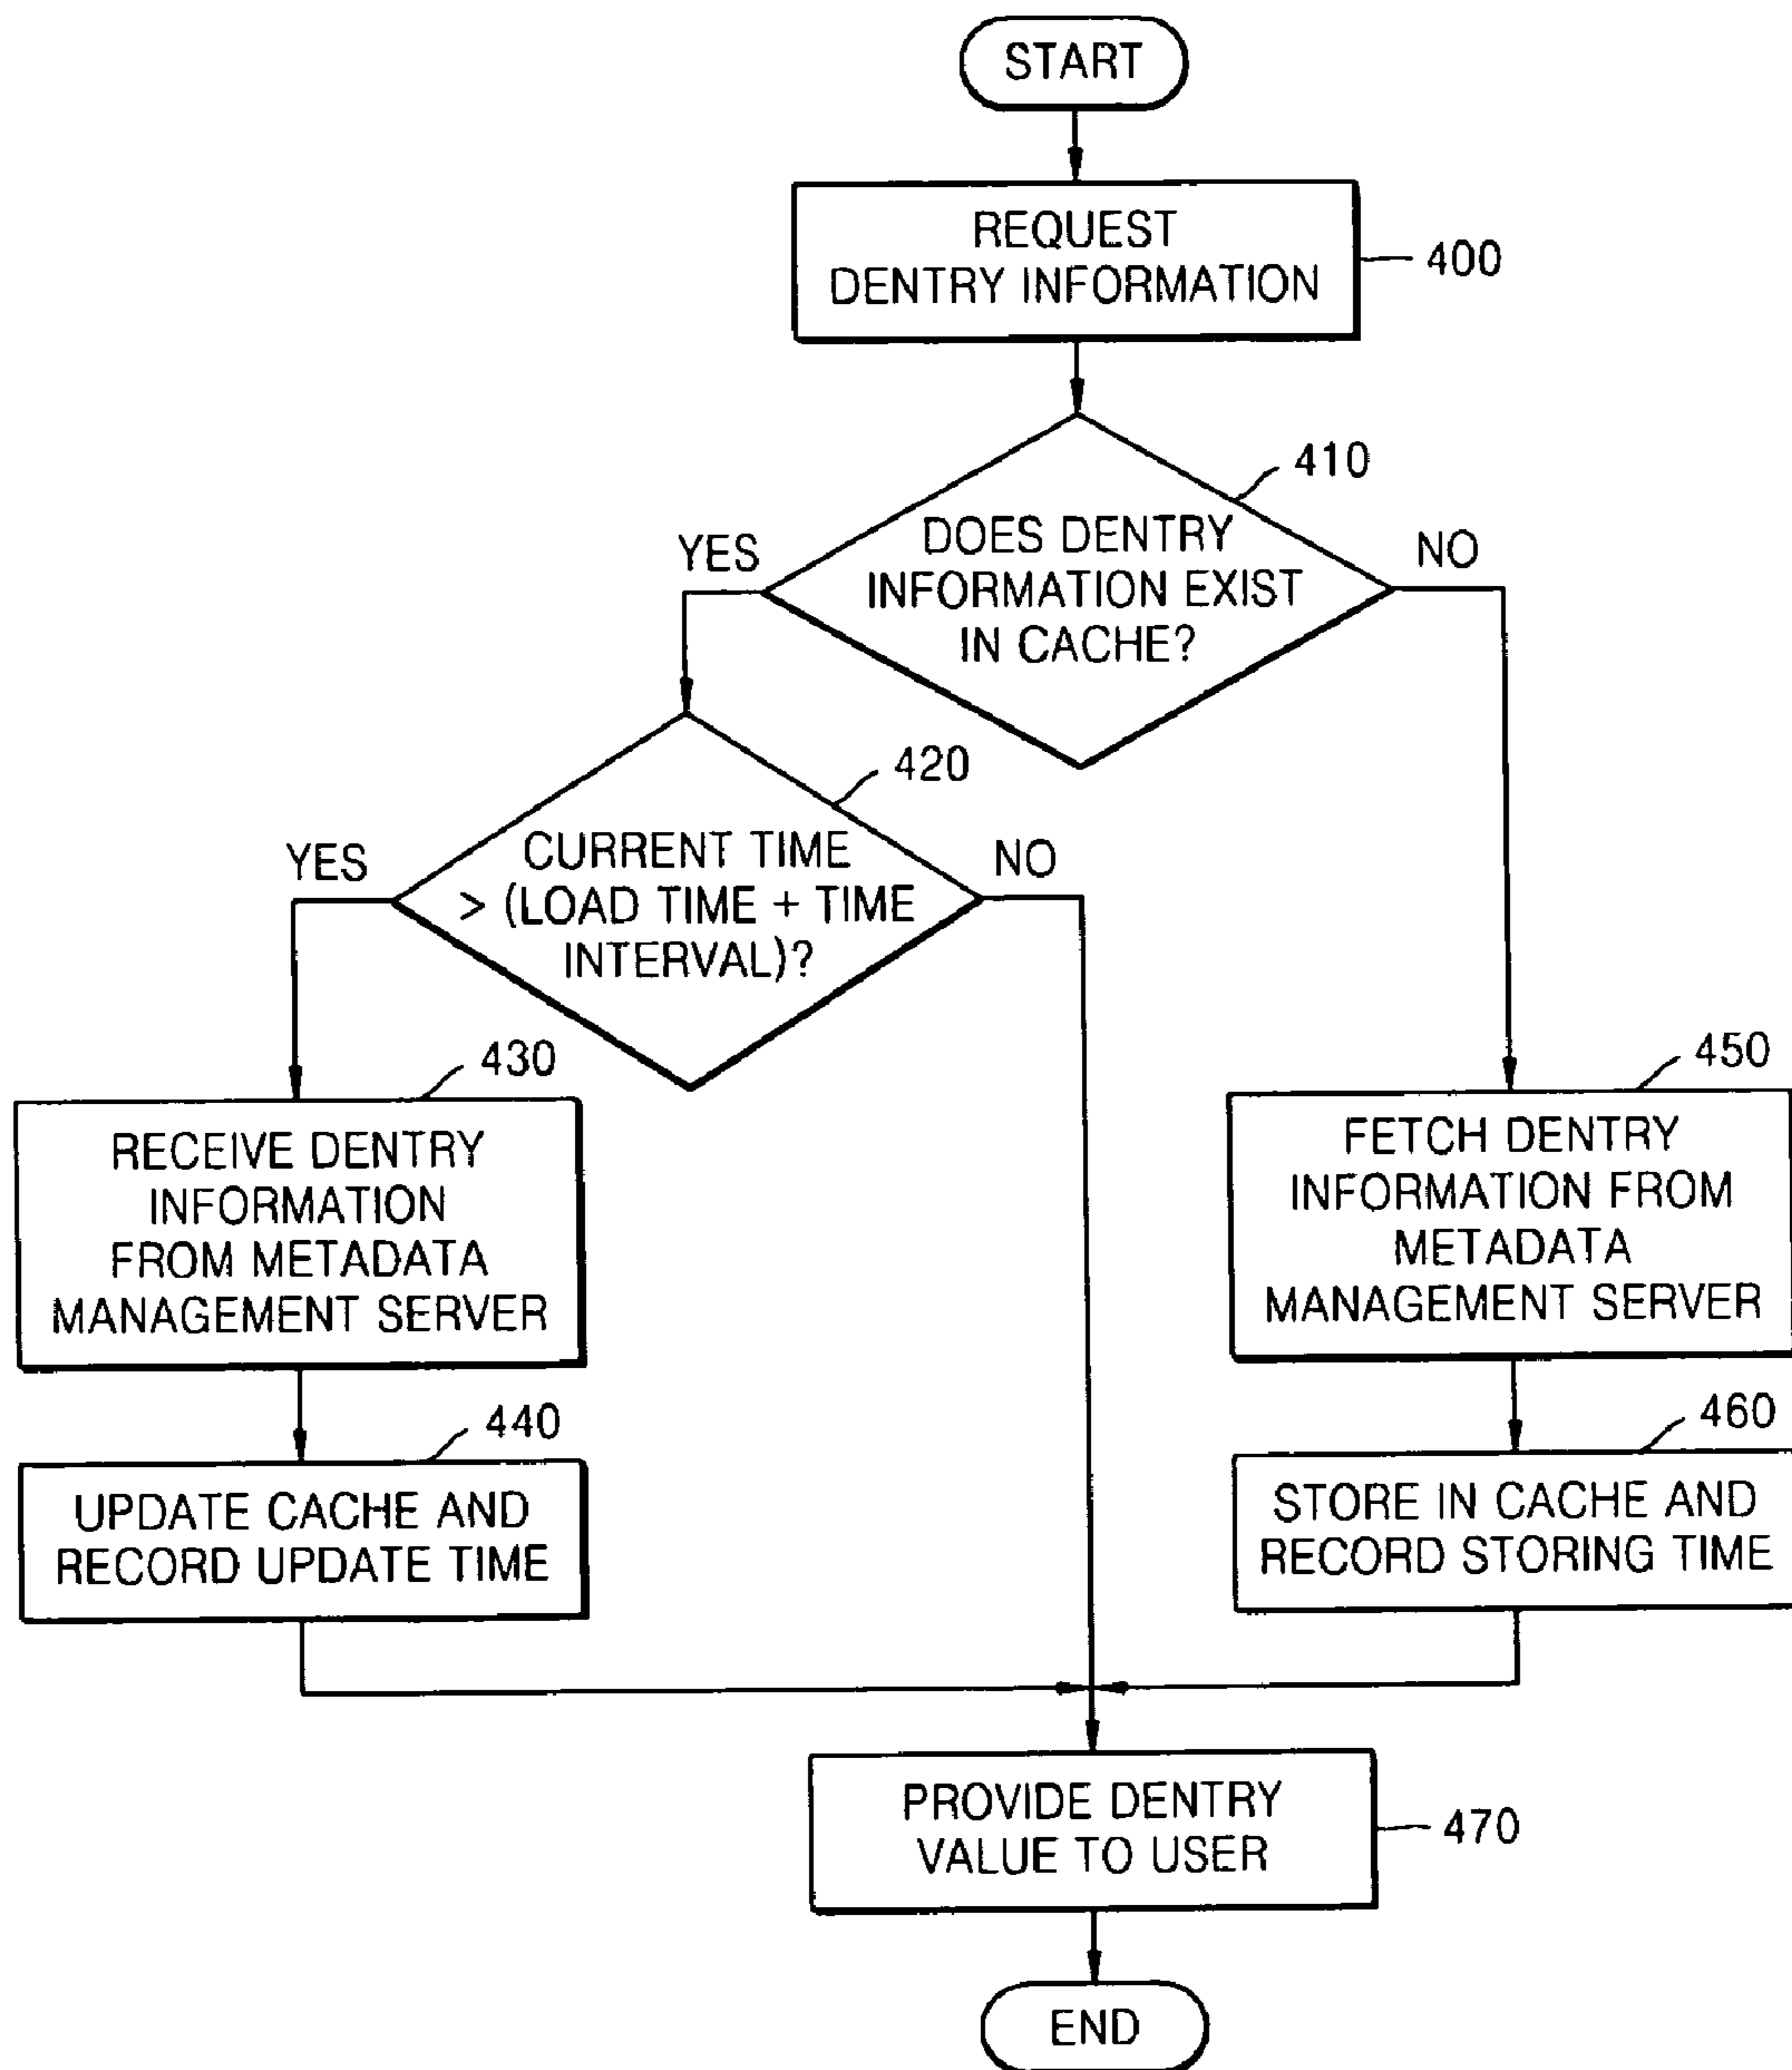 START
REQUEST
DENTRY INFORMATION
400
410
DOES DENTRY
INFORMATION EXIST
IN CACHE?
YES
NO
420
CURRENT TIME
> (LOAD TIME + TIME
INTERVAL)?
YES
NO
430
RECEIVE DENTRY
INFORMATION
FROM METADATA
MANAGEMENT SERVER
450
FETCH DENTRY
INFORMATION FROM
METADATA
MANAGEMENT SERVER
440
UPDATE CACHE AND
RECORD UPDATE TIME
460
STORE IN CACHE AND
RECORD STORING TIME
PROVIDE DENTRY
VALUE TO USER
470
END